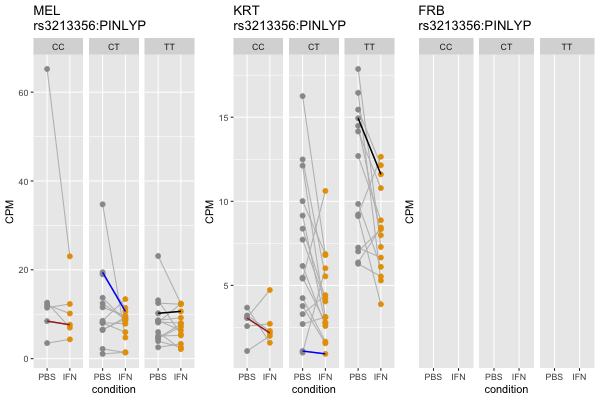 MEL
rs3213356:PINLYP
CC CT TT
60
40
20
0
CPM
PBS IFN PBS IFN PBS IFN
condition
KRT
rs3213356:PINLYP
CC CT TT
15
10
5
CPM
PBS IFN PBS IFN PBS IFN
condition
FRB
rs3213356:PINLYP
CC CT TT
CPM
PBS IFN PBS IFN PBS IFN
condition